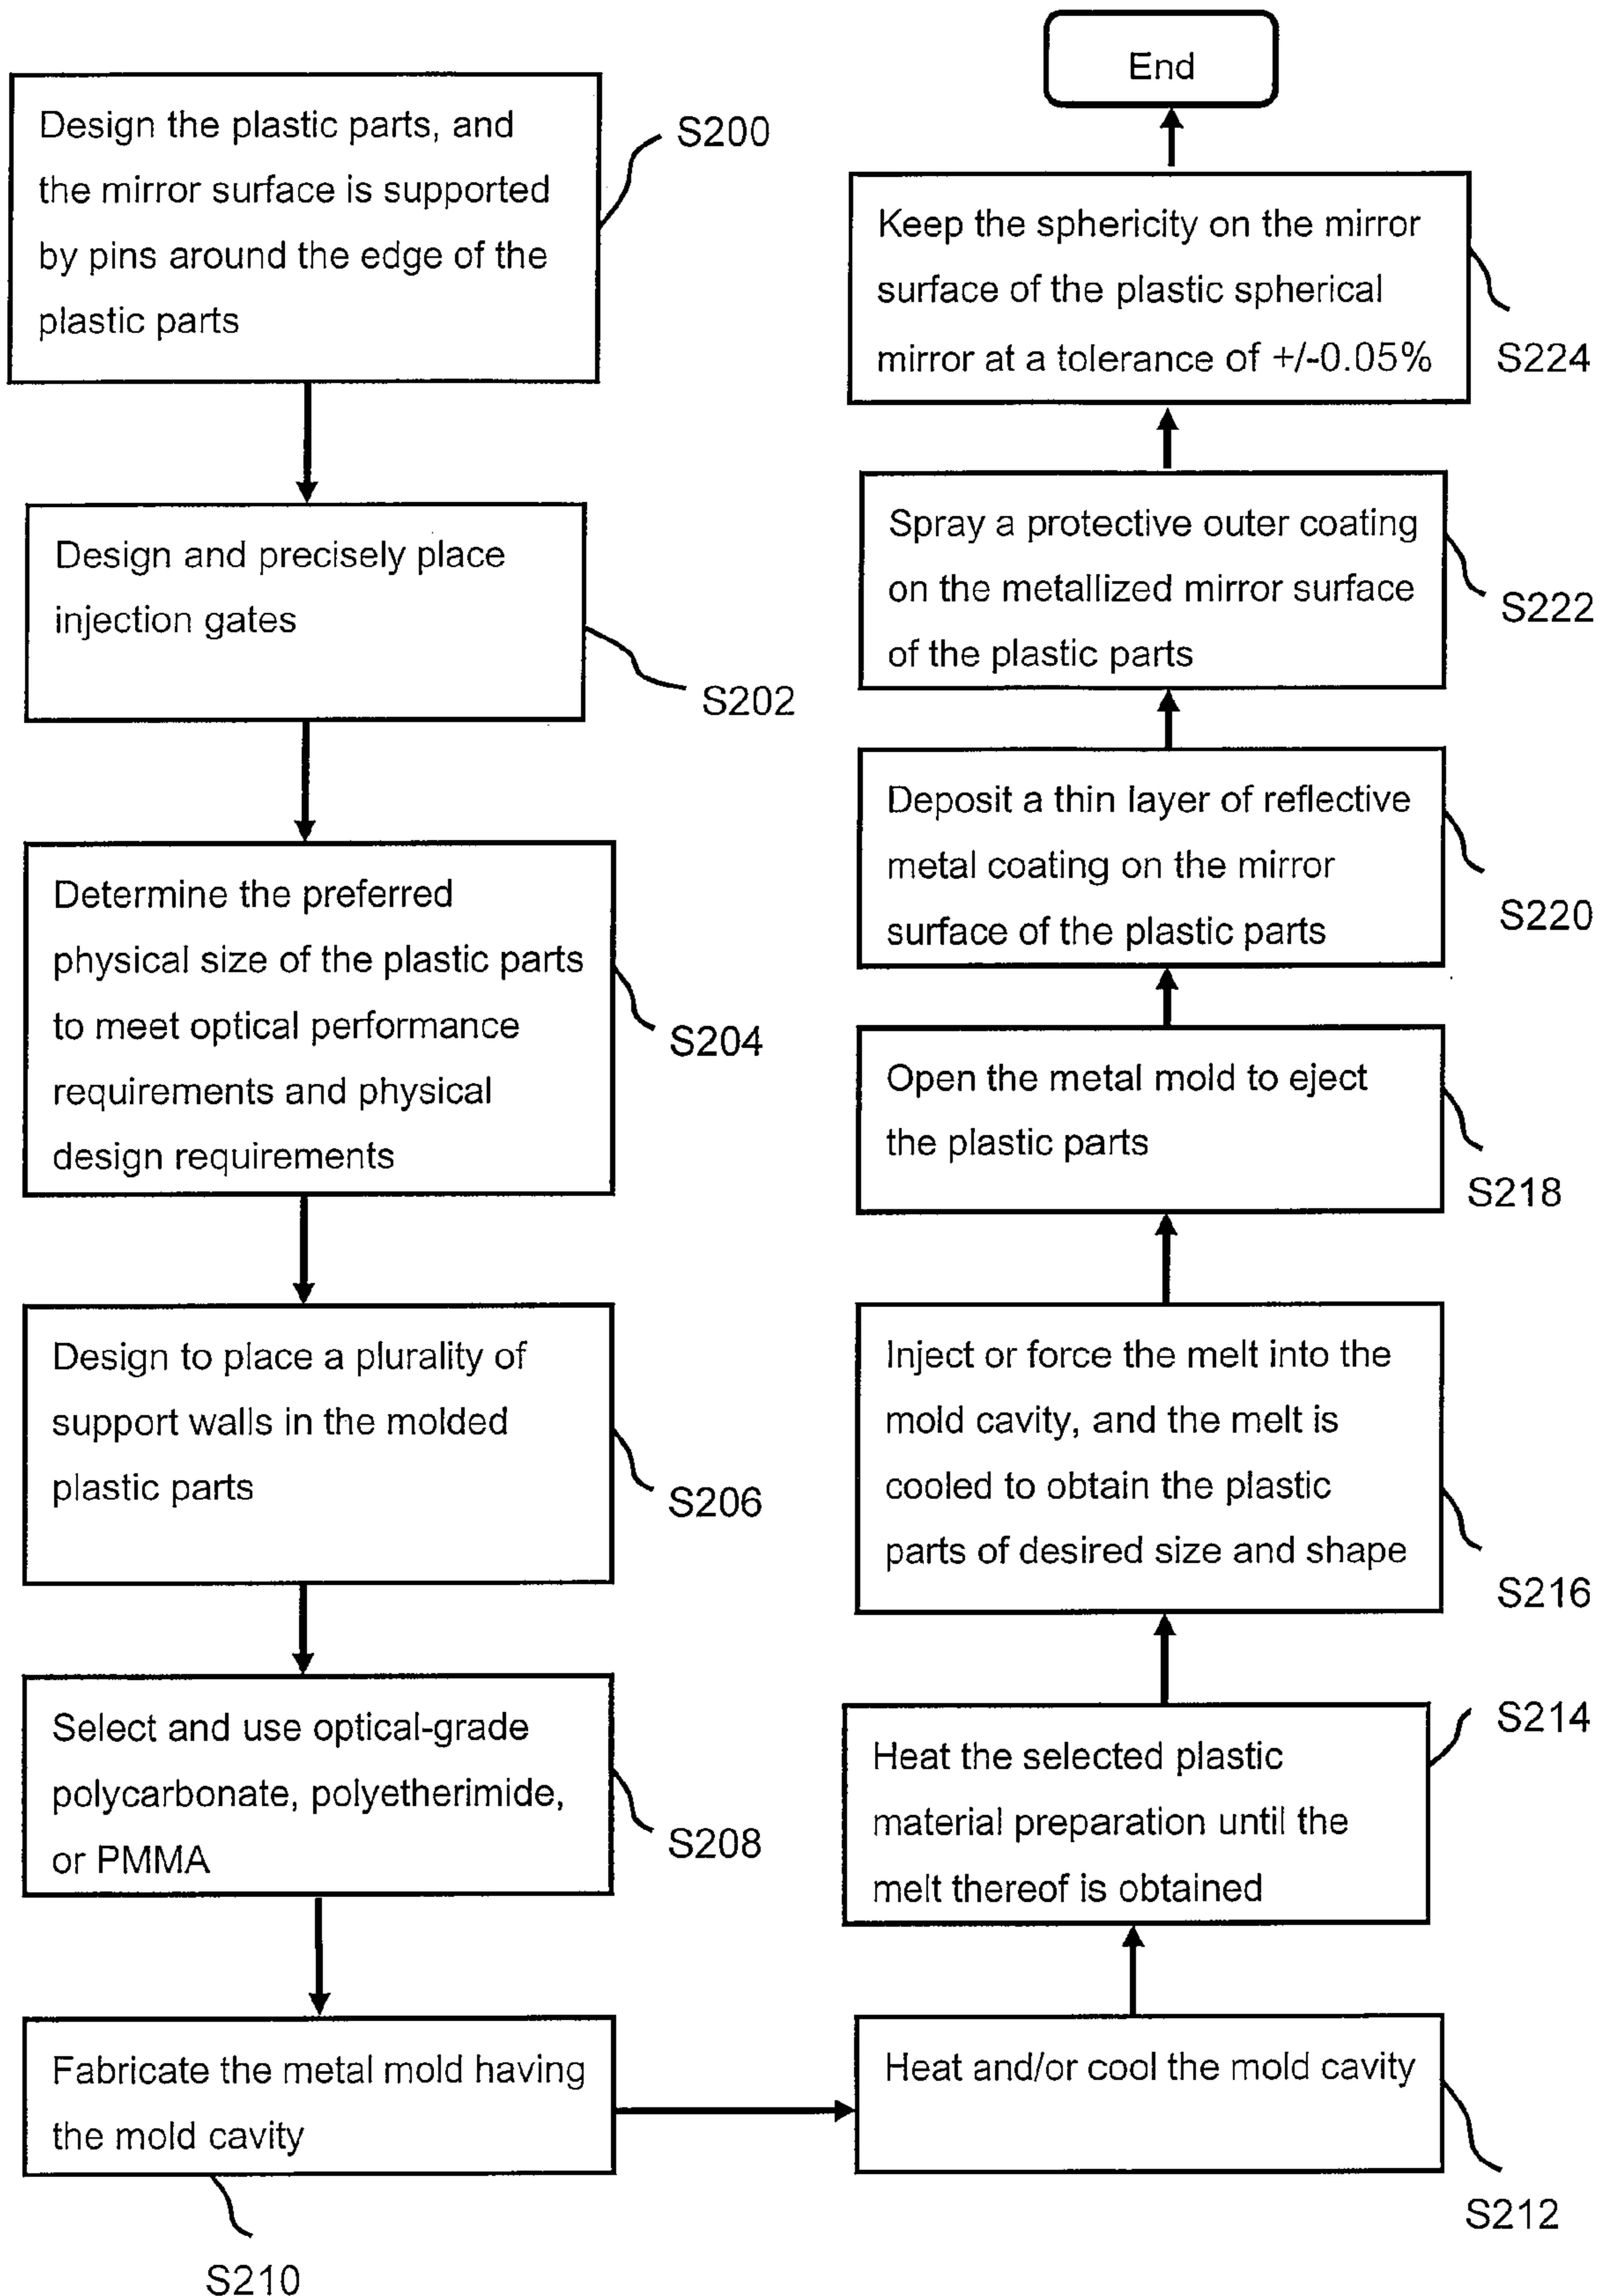 Design the plastic parts, and
the mirror surface is supported
by pins around the edge of the
plastic parts
S200
Design and precisely place
injection gates
S202
Determine the preferred
physical size of the plastic parts
to meet optical performance
requirements and physical
design requirements
S204
Design to place a plurality of
support walls in the molded
plastic parts
S206
Select and use optical-grade
polycarbonate, polyetherimide,
or PMMA
S208
Fabricate the metal mold having
the mold cavity
S210
Heat and/or cool the mold cavity
S212
Heat the selected plastic
material preparation until the
melt thereof is obtained
S214
Inject or force the melt into the
mold cavity, and the melt is
cooled to obtain the plastic
parts of desired size and shape
S216
Open the metal mold to eject
the plastic parts
S218
Deposit a thin layer of reflective
metal coating on the mirror
surface of the plastic parts
S220
Spray a protective outer coating
on the metallized mirror surface
of the plastic parts
S222
Keep the sphericity on the mirror
surface of the plastic spherical
mirror at a tolerance of +/-0.05%
S224
End